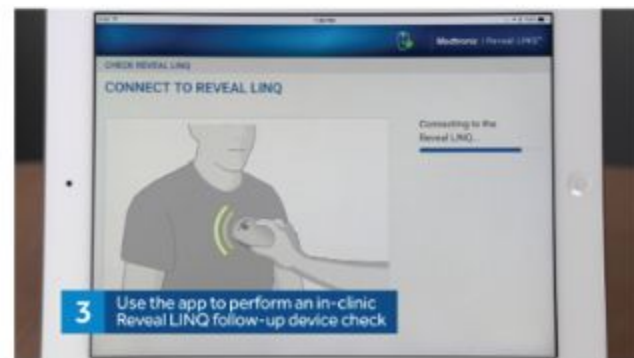 Medtronic | Reveal LINQ™
CHECK REVEAL LINQ
CONNECT TO REVEAL LINQ
Connecting to the
Reveal LINQ...
3
Use the app to perform an in-clinic
Reveal LINQ follow-up device check